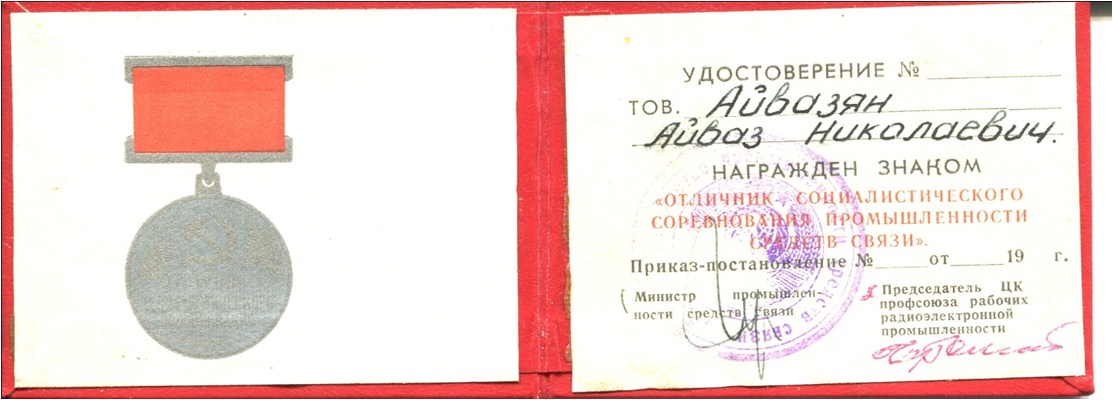 УДОСТОВЕРЕНИЕ №
ТОВ. Айвазян
Айваз Николаевич.
НАГРАЖДЕН ЗНАКОМ
«ОТЛИЧНИК СОЦИАЛИСТИЧЕСКОГО
СОРЕВНОВАНИЯ ПРОМЫШЛЕННОСТИ
СРЕДСТВ СВЯЗИ».
Приказ-постановление № от 19 г.
Министр промышлен-
ности средств связи
Председатель ЦК
профсоюза рабочих
радиоэлектронной
промышленности